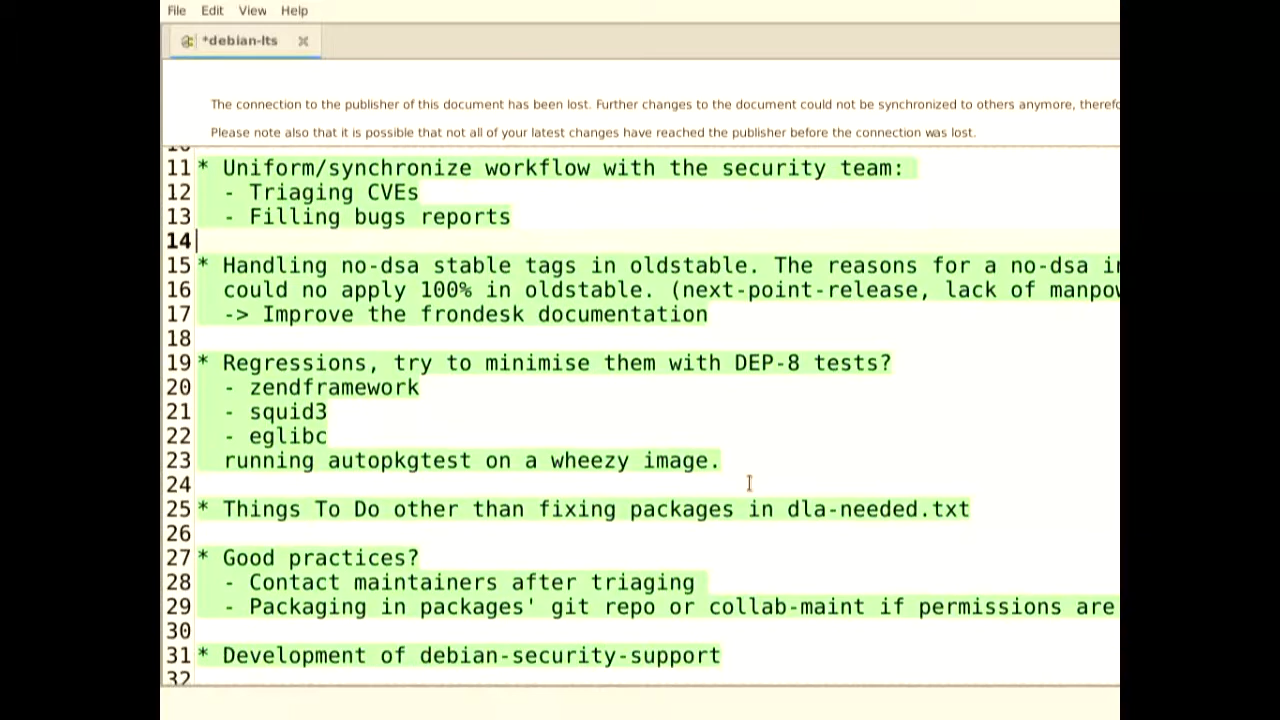 File Edit View Help
*debian-lts
The connection to the publisher of this document has been lost. Further changes to the document could not be synchronized to others anymore,
Please note also that it is possible that not all of your latest changes have reached the publisher before the connection was lost.
11 * Uniform/synchronize workflow with the security team:
12 - Triaging CVEs
13 - Filling bugs reports
14
15 * Handling no-dsa stable tags in oldstable. The reasons for a no-dsa
16 could no apply 100% in oldstable. (next-point-release, lack of
17 -> Improve the frondesk documentation
18
19 * Regressions, try to minimise them with DEP-8 tests?
20 - zendframework
21 - squid3
22 - eglibc
23 running autopkgtest on a wheezy image.
24
25 * Things To Do other than fixing packages in dla-needed.txt
26
27 * Good practices?
28 - Contact maintainers after triaging
29 - Packaging in packages' git repo or collab-maint if permissions are
30
31 * Development of debian-security-support
32